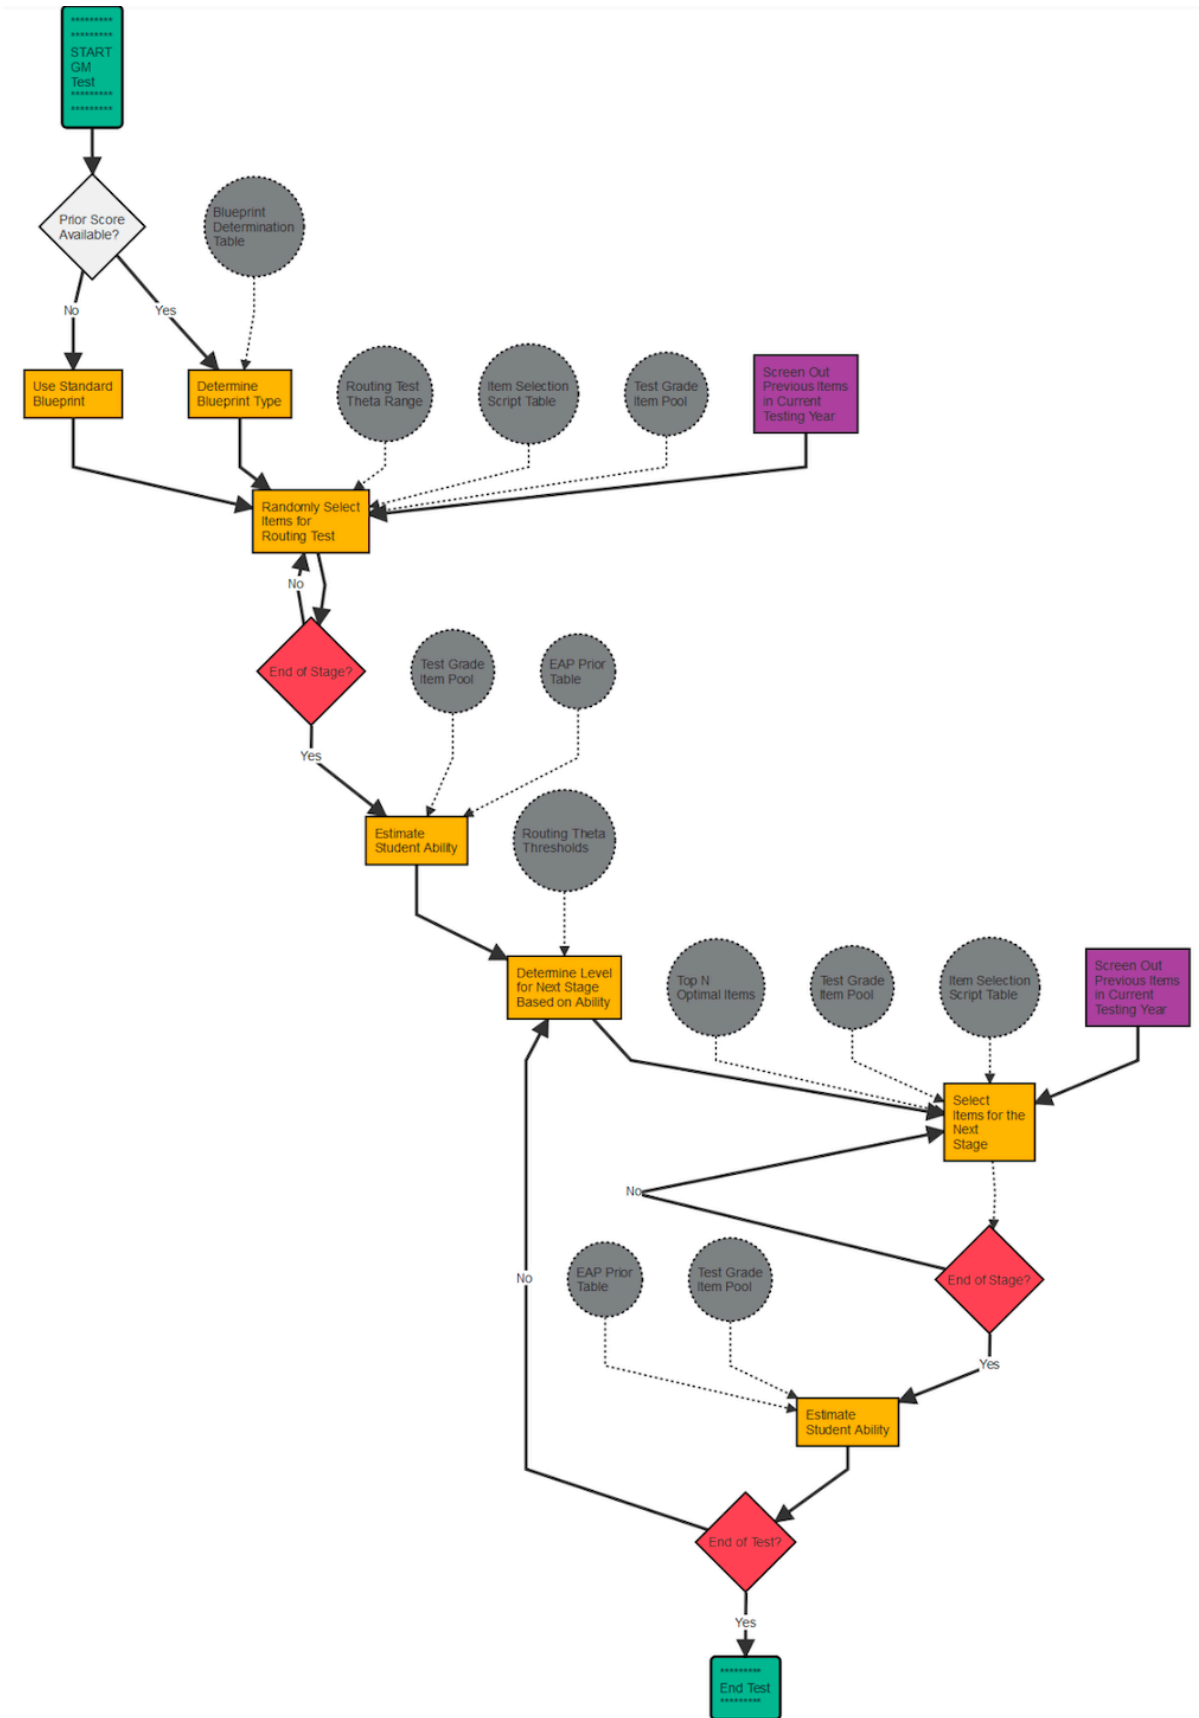 *********
*********
START
GM
Test
*********
*********
Prior Score
Available?
Blueprint
Determination
Table
No
Yes
Use Standard
Blueprint
Determine
Blueprint Type
Routing Test
Theta Range
Item Selection
Script Table
Test Grade
Item Pool
Screen Out
Previous Items
in Current
Testing Year
Randomly Select
Items for
Routing Test
No
End of Stage?
Test Grade
Item Pool
EAP Prior
Table
Yes
Estimate
Student Ability
Routing Theta
Thresholds
Determine Level
for Next Stage
Based on Ability
Top N
Optimal Items
Test Grade
Item Pool
Item Selection
Script Table
Screen Out
Previous Items
in Current
Testing Year
Select
Items for the
Next
Stage
No
EAP Prior
Table
Test Grade
Item Pool
End of Stage?
No
Yes
Estimate
Student Ability
End of Test?
Yes
*********
End Test
*********